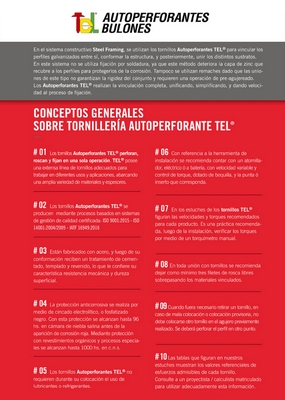 TEL AUTOPERFORANTES
BULONES
En el sistema constructivo Steel Framing, se utilizan los tornillos Autoperforantes TEL® para vincular los
perfiles galvanizados entre sí, conformar la estructura, y posteriormente, unir los distintos sustratos.
En este sistema no se utiliza fijación por soldadura, ya que este método deteriora la capa de zinc que
recubre a los perfiles para protegerlos de la corrosión. Tampoco se utilizan remaches dado que las unio-
nes de este tipo no garantizan la rigidez del conjunto y requieren de una operación de pre-agujereado.
Los Autoperforantes TEL® realizan la vinculación completa, unificando, simplificando, y dando veloci-
dad al proceso de fijación.
CONCEPTOS GENERALES
SOBRE TORNILLERÍA AUTOPERFORANTE TEL®
#01 Los tornillos Autoperforantes TEL® perforan,
roscan y fijan en una sola operación. TEL® posee
una extensa línea de tornillos adecuados para
trabajar en diferentes usos y aplicaciones, abarcando
una amplia variedad de materiales y espesores.
#02 Los tornillos Autoperforantes TEL® se
producen mediante procesos basados en sistemas
de gestión de calidad certificada: ISO 9001:2015 - ISO
14001:2004/2005 - IATF 16949:2016
#03 Están fabricados con acero, y luego de su
conformación reciben un tratamiento de cemen-
tado, templado y revenido, lo que le confiere su
característica resistencia mecánica y dureza
superficial.
#04 La protección anticorrosiva se realiza por
medio de cincado electrolítico, o fosfatizado
negro. Con esta protección se alcanzan hasta 96
hs. en cámara de niebla salina antes de la
aparición de corrosión roja. Mediante protección
con revestimientos orgánicos y procesos especia-
les se alcanzan hasta 1000 hs. en c.n.s.
#05 Los tornillos Autoperforantes TEL® no
requieren durante su colocación el uso de
lubricantes o refrigerantes.
#06 Con referencia a la herramienta de
instalación se recomienda contar con un atornilla-
dor, eléctrico o a batería, con velocidad variable y
control de torque, dotado de boquilla, y la punta ó
inserto que corresponda.
#07 En los estuches de los tornillos TEL®
figuran las velocidades y torques recomendados
para cada producto. Es una práctica recomenda-
da, luego de la instalación, verificar los torques
por medio de un torquímetro manual.
#08 En toda unión con tornillos se recomienda
dejar como mínimo tres filetes de rosca libres
sobrepasando los materiales vinculados.
#09 Cuando fuera necesario retirar un tornillo, en
caso de mala colocación o colocación provisoria, no
debe colocarse otro tornillo en el agujero previamente
realizado. Se deberá perforar el perfil en otro punto.
#10 Las tablas que figuran en nuestros
estuches muestran los valores referenciales de
esfuerzos admisibles de cada tornillo.
Consulte a un proyectista / calculista matriculado
para utilizar adecuadamente esta información.